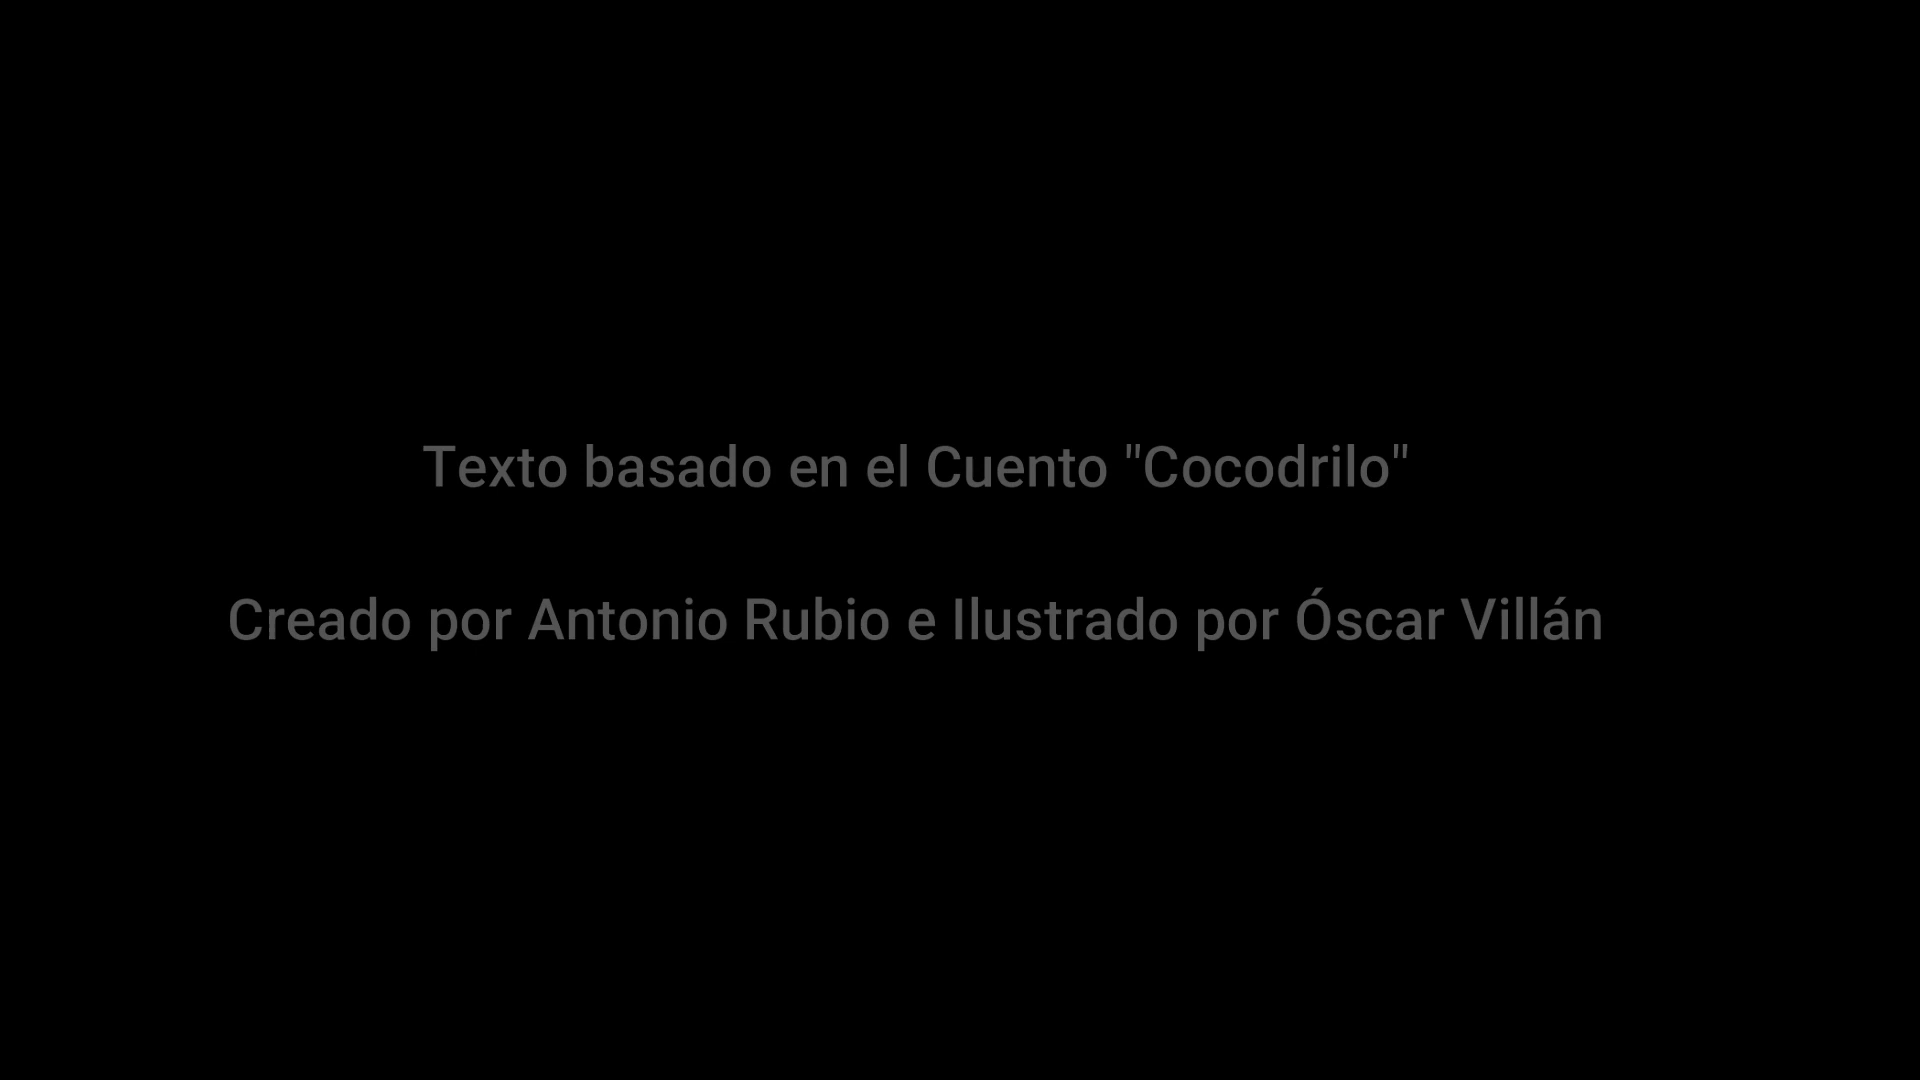 Texto basado en el Cuento "Cocodrilo"
Creado por Antonio Rubio e Ilustrado por Óscar Villán